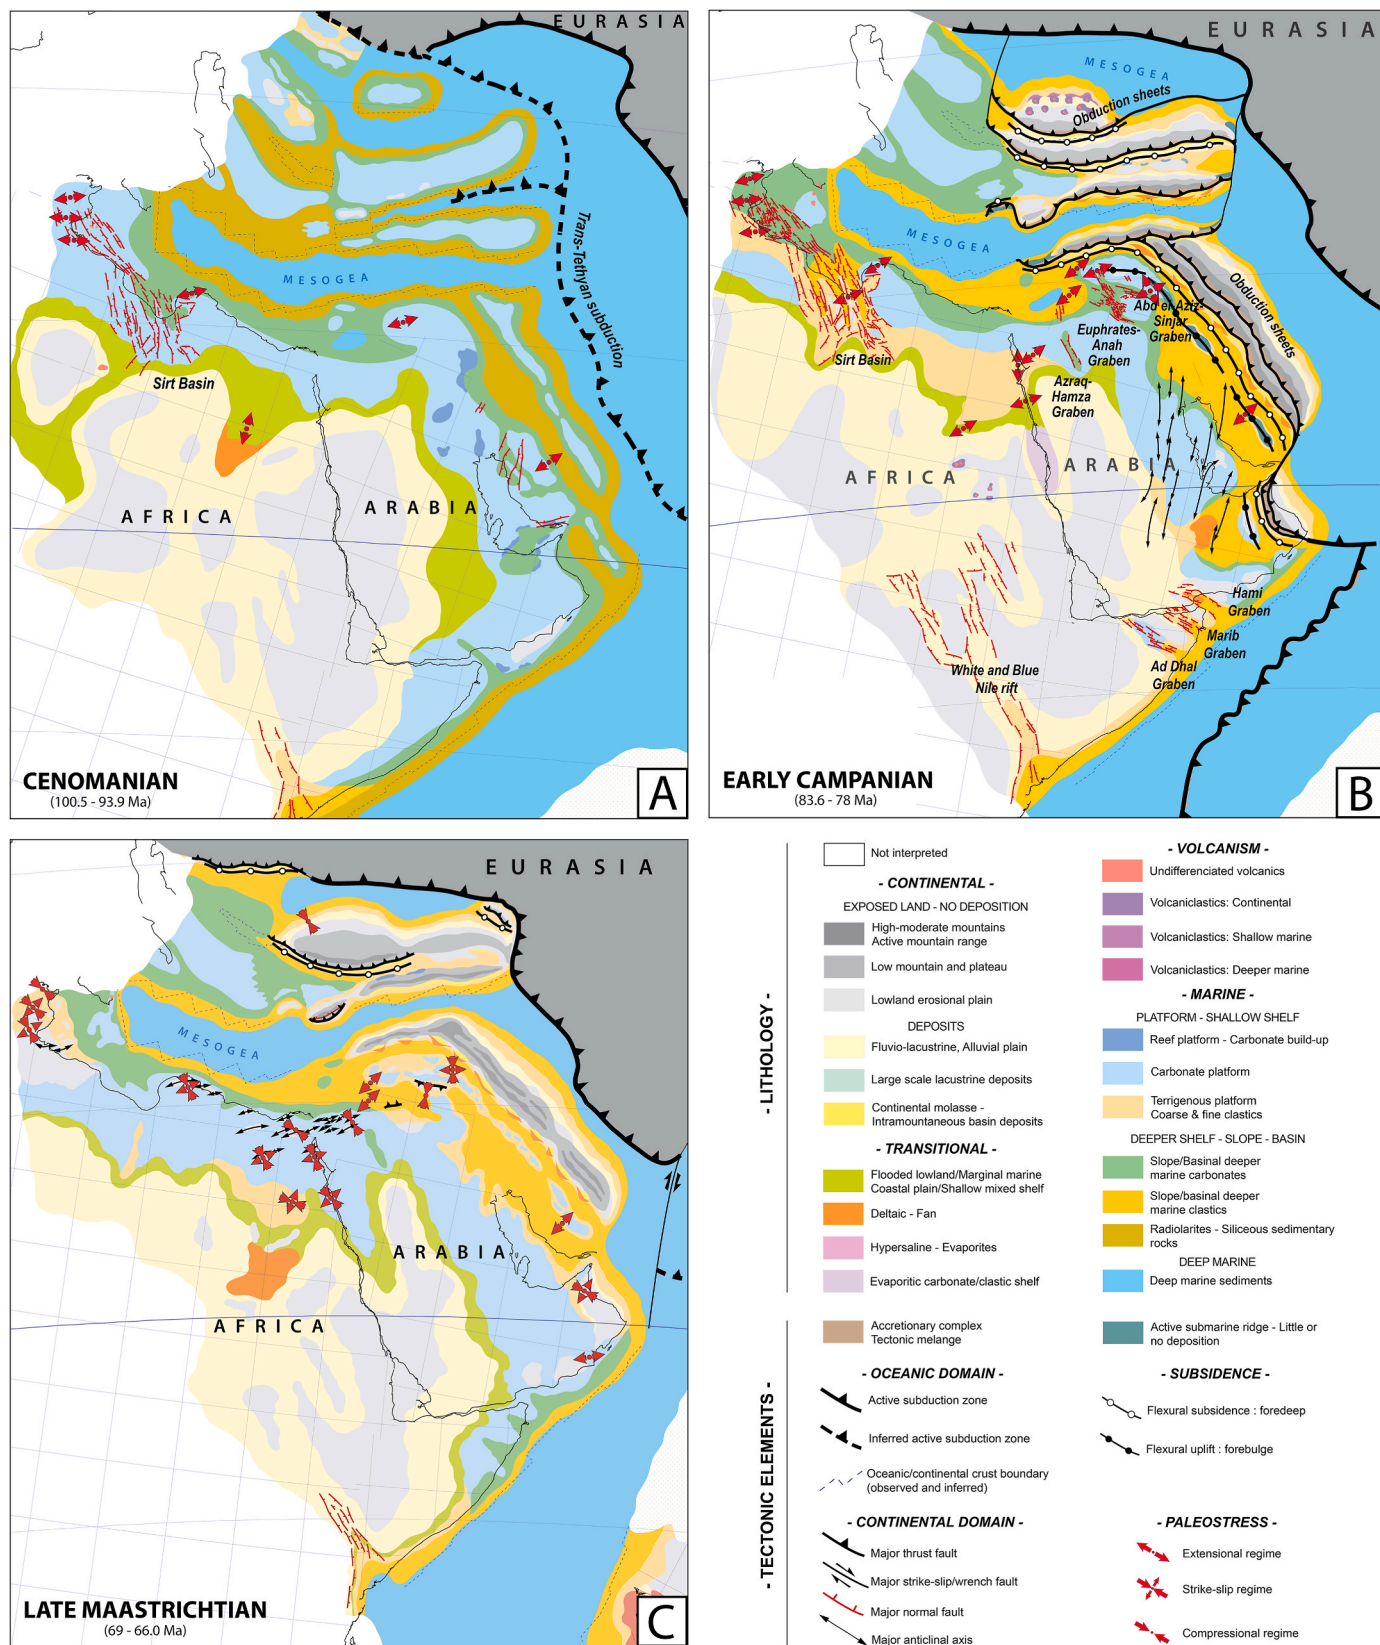 EURASIA
Trans-Tethyan subduction
MESOGEA
Sirt Basin
AFRICA
ARABIA
CENOMANIAN
(100.5 - 93.9 Ma)
A
EURASIA
MESOGEA
Obduction sheets
MESOGEA
Obduction sheets
Abd el-Aziz-
Sinjar
Graben
Euphrates-
Anah
Graben
Sirt Basin
Azraq-
Hamza
Graben
AFRICA
ARABIA
Hami
Graben
Marib
Graben
Ad Dhal
Graben
White and Blue
Nile rift
EARLY CAMPANIAN
(83.6 - 78 Ma)
B
EURASIA
MESOGEA
ARABIA
AFRICA
LATE MAASTRICHTIAN
(69 - 66.0 Ma)
C
- LITHOLOGY -
Not interpreted
- CONTINENTAL -
EXPOSED LAND - NO DEPOSITION
High-moderate mountains
Active mountain range
Low mountain and plateau
Lowland erosional plain
DEPOSITS
Fluvio-lacustrine, Alluvial plain
Large scale lacustrine deposits
Continental molasse -
Intramountaneous basin deposits
- TRANSITIONAL -
Flooded lowland/Marginal marine
Coastal plain/Shallow mixed shelf
Deltaic - Fan
Hypersaline - Evaporites
Evaporitic carbonate/clastic shelf
- VOLCANISM -
Undifferenciated volcanics
Volcaniclastics: Continental
Volcaniclastics: Shallow marine
Volcaniclastics: Deeper marine
- MARINE -
PLATFORM - SHALLOW SHELF
Reef platform - Carbonate build-up
Carbonate platform
Terrigenous platform
Coarse & fine clastics
DEEPER SHELF - SLOPE - BASIN
Slope/Basinal deeper
marine carbonates
Slope/basinal deeper
marine clastics
Radiolarites - Siliceous sedimentary
rocks
DEEP MARINE
Deep marine sediments
- TECTONIC ELEMENTS -
Accretionary complex
Tectonic melange
Active submarine ridge - Little or
no deposition
- OCEANIC DOMAIN -
Active subduction zone
Inferred active subduction zone
Oceanic/continental crust boundary
(observed and inferred)
- SUBSIDENCE -
Flexural subsidence : foredeep
Flexural uplift : forebulge
- CONTINENTAL DOMAIN -
Major thrust fault
Major strike-slip/wrench fault
Major normal fault
Major anticlinal axis
- PALEOSTRESS -
Extensional regime
Strike-slip regime
Compressional regime